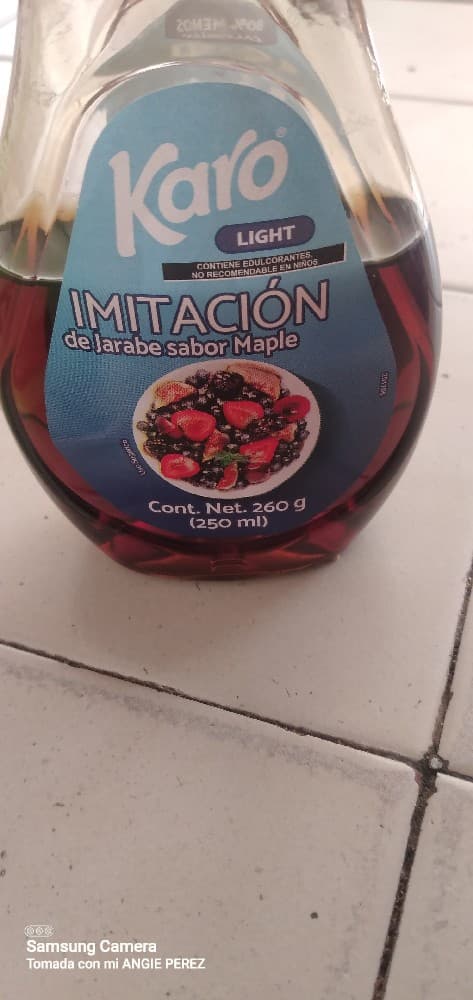 Karo®
LIGHT
CONTIENE EDULCORANTES,
NO RECOMENDABLE EN NIÑOS
IMITACIÓN
de Jarabe sabor Maple
Cont. Net. 260 g
(250 ml)
Samsung Camera
Tomada con mi ANGIE PEREZ